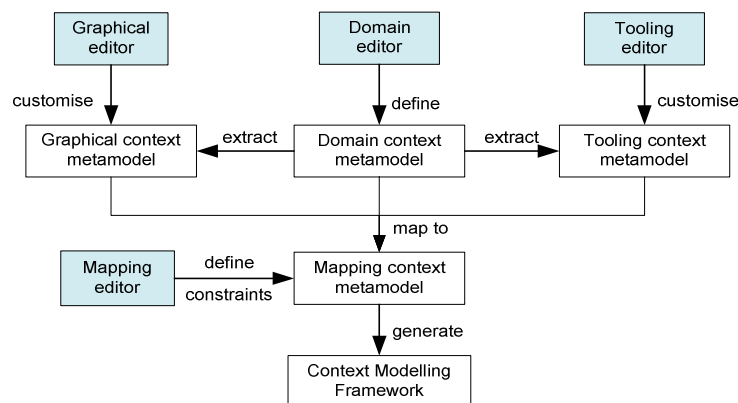 Graphical
editor
Domain
editor
Tooling
editor
customise
define
customise
Graphical context
metamodel
extract
Domain context
metamodel
extract
Tooling context
metamodel
map to
Mapping
editor
define
constraints
Mapping context
metamodel
generate
Context Modelling
Framework